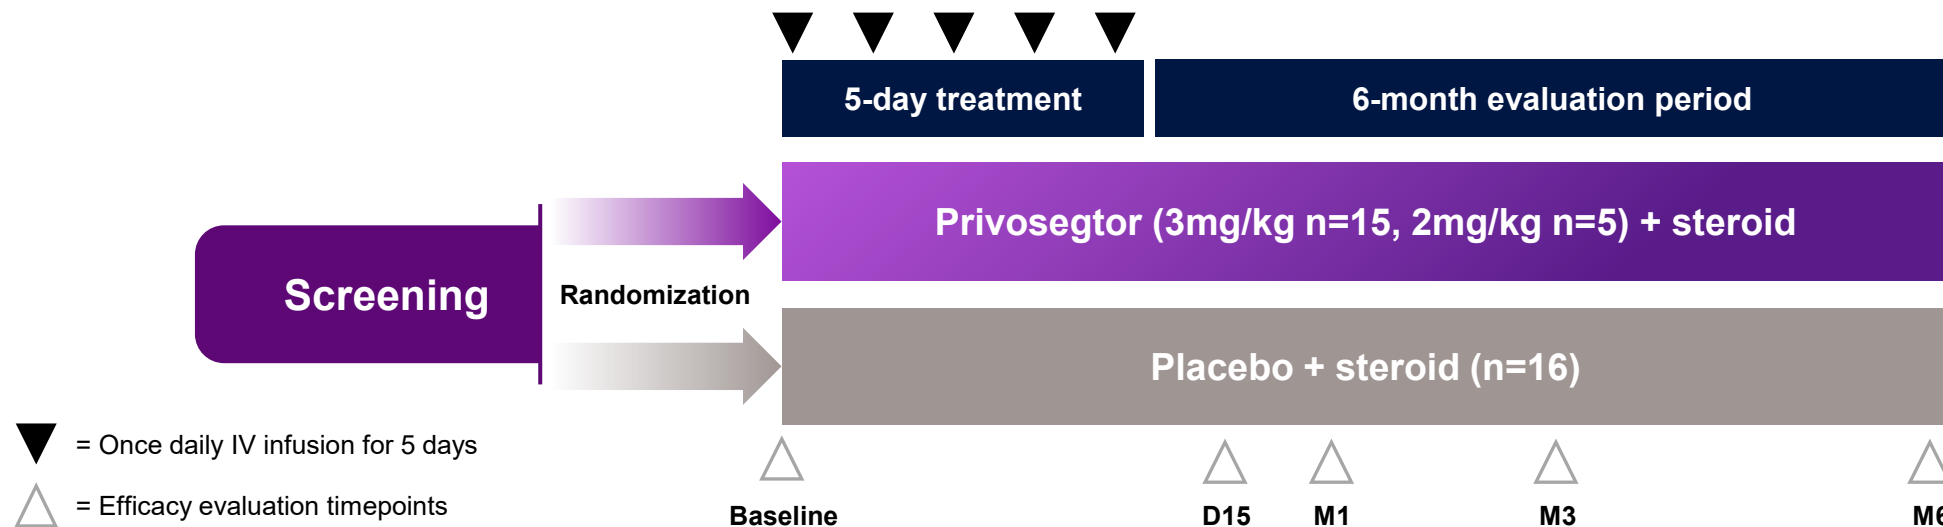 5-day treatment
6-month evaluation period
Privosegtor (3mg/kg n=15, 2mg/kg n=5) + steroid
Screening
Randomization
Placebo + steroid (n=16)
= Once daily IV infusion for 5 days
= Efficacy evaluation timepoints
Baseline
D15
M1
M3
M6